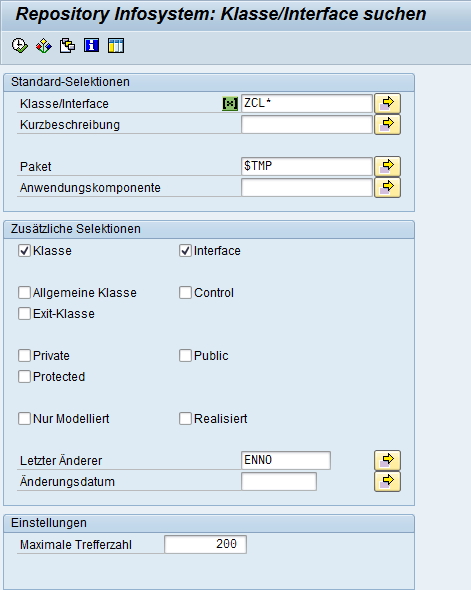 Repository Infosystem: Klasse/Interface suchen
Standard-Selektionen
Klasse/Interface ZCL*
Kurzbeschreibung
Paket $TMP
Anwendungskomponente
Zusätzliche Selektionen
Klasse Interface
Allgemeine Klasse Control
Exit-Klasse
Private Public
Protected
Nur Modelliert Realisiert
Letzter Änderer ENNO
Änderungsdatum
Einstellungen
Maximale Trefferzahl 200